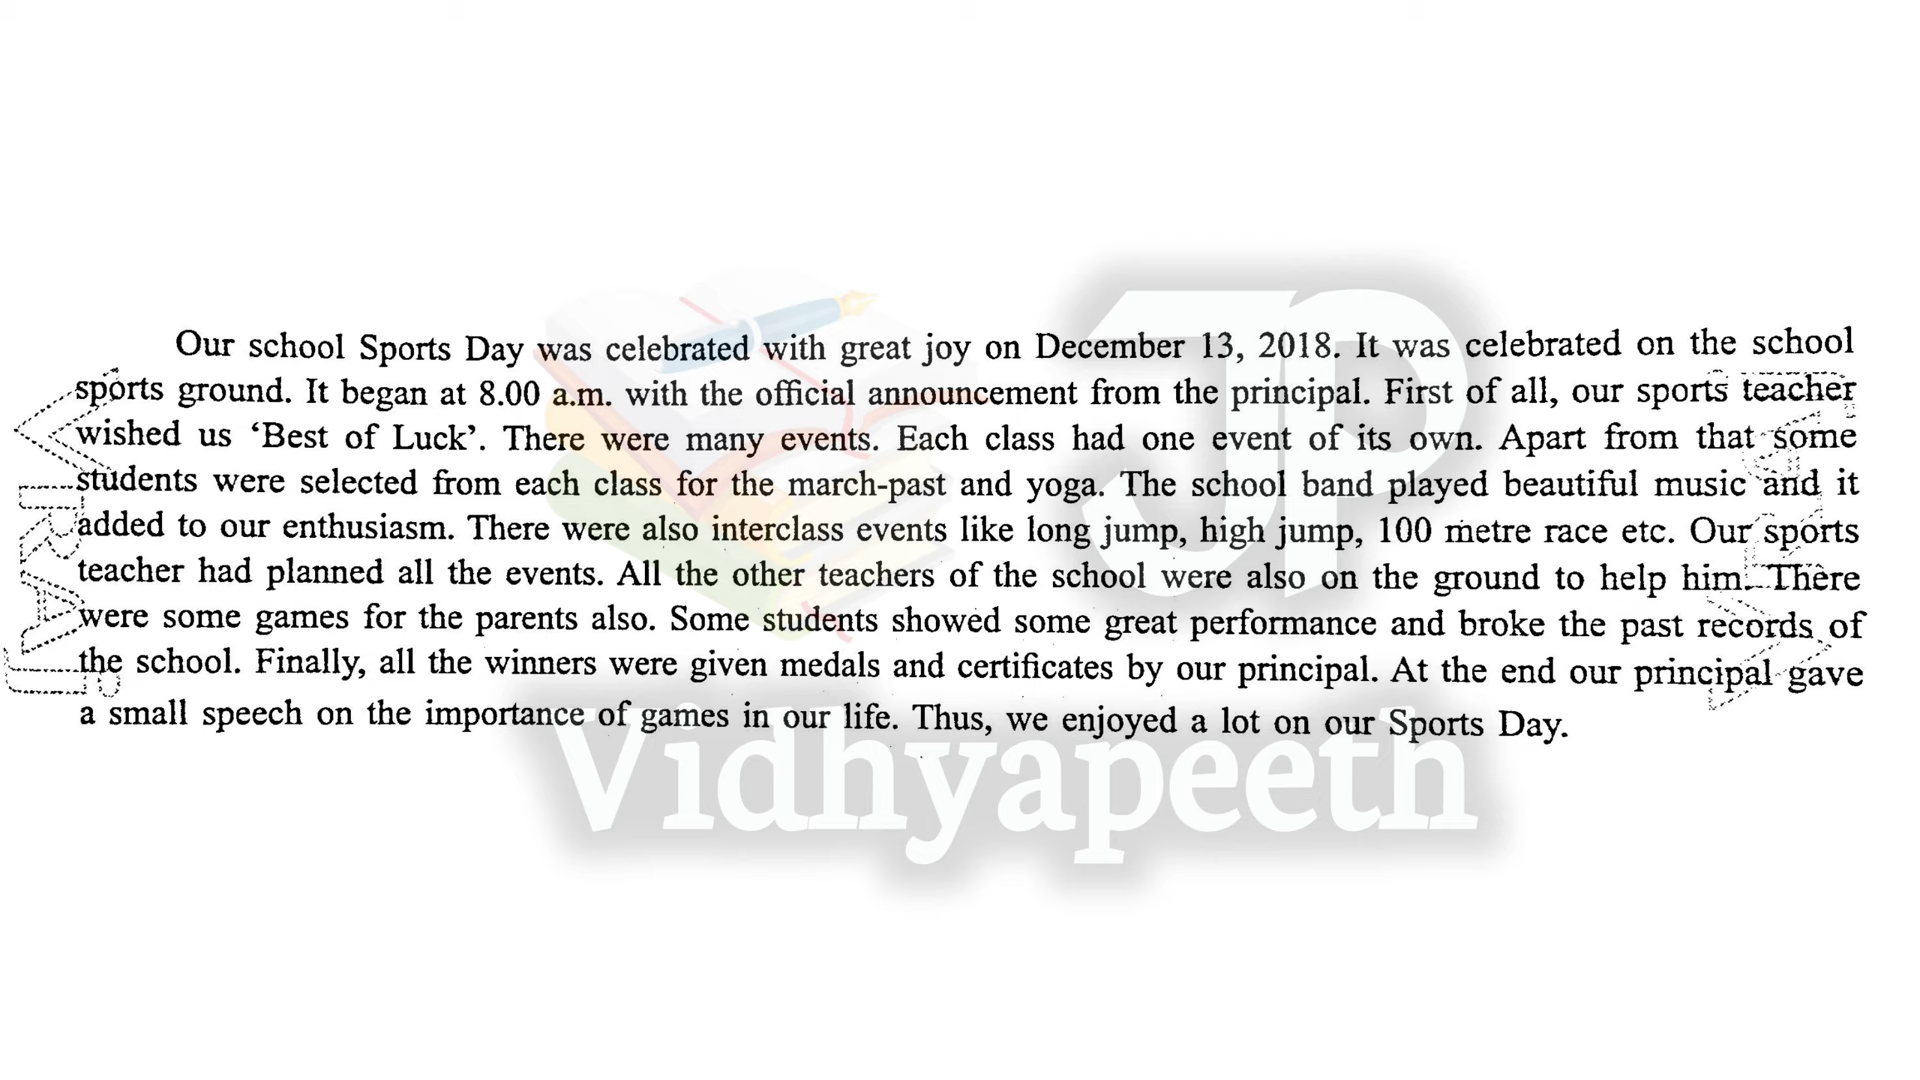 Our school Sports Day was celebrated with great joy on December 13, 2018. It was celebrated on the school
sports ground. It began at 8.00 a.m. with the official announcement from the principal. First of all, our sports teacher
wished us ‘Best of Luck’. There were many events. Each class had one event of its own. Apart from that some
students were selected from each class for the march-past and yoga. The school band played beautiful music and it
added to our enthusiasm. There were also interclass events like long jump, high jump, 100 metre race etc. Our sports
teacher had planned all the events. All the other teachers of the school were also on the ground to help him. There
were some games for the parents also. Some students showed some great performance and broke the past records of
the school. Finally, all the winners were given medals and certificates by our principal. At the end our principal gave
a small speech on the importance of games in our life. Thus, we enjoyed a lot on our Sports Day.
JP
Vidhyapeeth